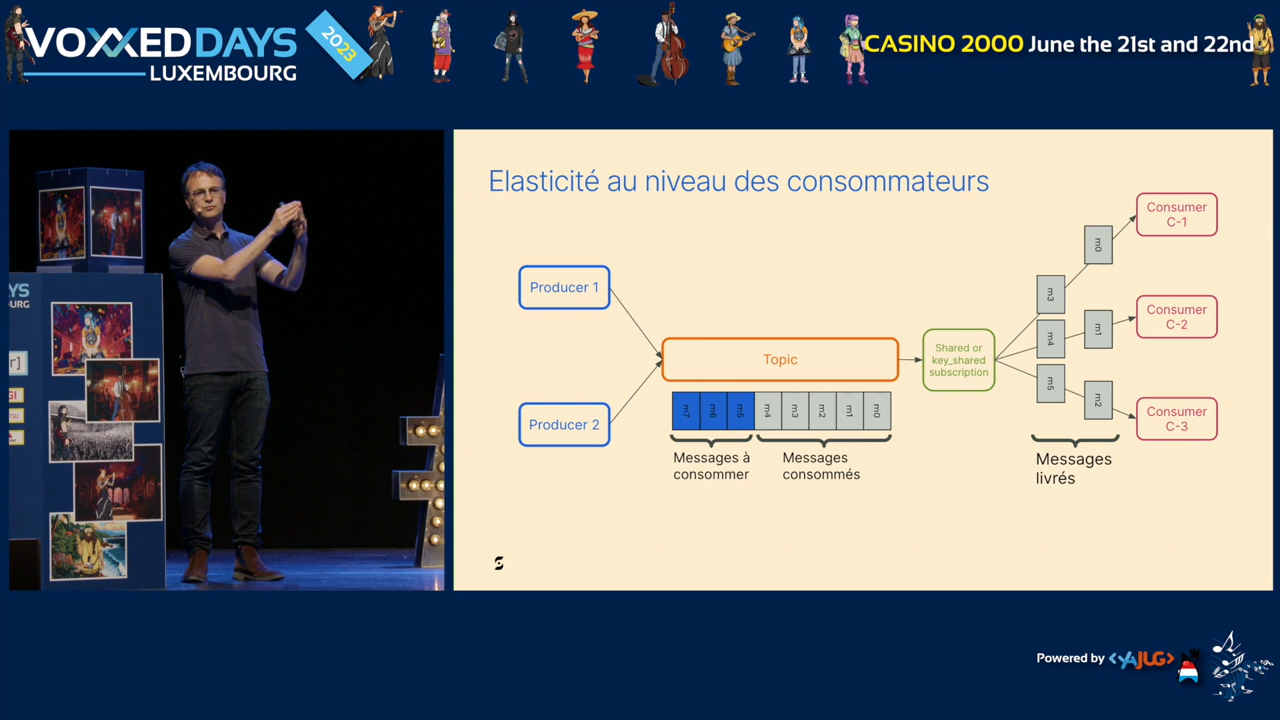 VOXXEDDAYS
LUXEMBOURG
2023
CASINO 2000 June the 21st and 22nd
Elasticité au niveau des consommateurs
Producer 1
Producer 2
Topic
m7 m6 m5 m4 m3 m2 m1 m0
Messages à
consommer
Messages
consommés
Shared or
key_shared
subscription
m3
m4
m5
m0
m1
m2
Messages
livrés
Consumer
C-1
Consumer
C-2
Consumer
C-3
YS
URG
Powered by <YAJUG>